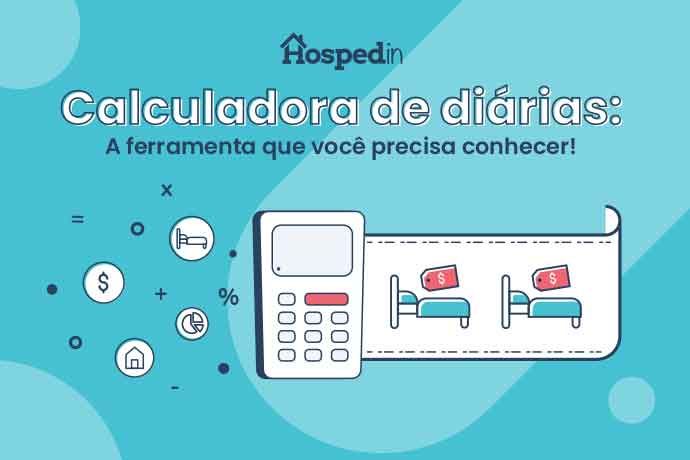 Hospedin
Calculadora de diárias:
A ferramenta que você precisa conhecer!
x
=
$
$
$
+
%
-